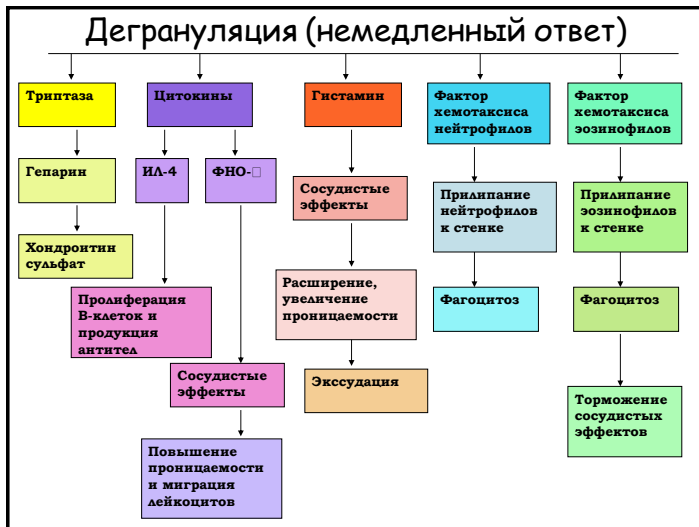 Дегрануляция (немедленный ответ)
Триптаза
Цитокины
Гистамин
Фактор
хемотаксиса
нейтрофилов
Фактор
хемотаксиса
эозинофилов
Гепарин
ИЛ-4
ФНО-□
Сосудистые
эффекты
Прилипание
нейтрофилов
к стенке
Прилипание
эозинофилов
к стенке
Хондроитин
сульфат
Пролиферация
В-клеток и
продукция
антител
Расширение,
увеличение
проницаемости
Фагоцитоз
Фагоцитоз
Сосудистые
эффекты
Экссудация
Торможение
сосудистых
эффектов
Повышение
проницаемости
и миграция
лейкоцитов